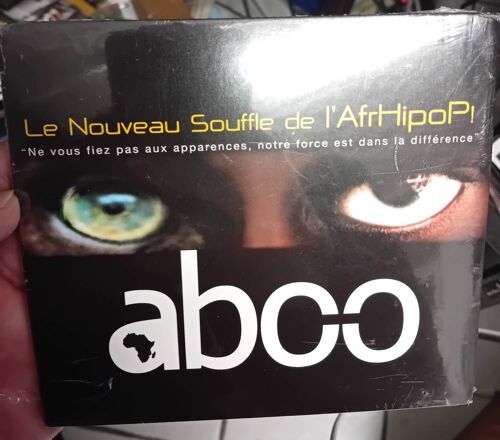 Le Nouveau Souffle de l'AfrHipoP!
"Ne vous fiez pas aux apparences, notre force est dans la différence"
aboo